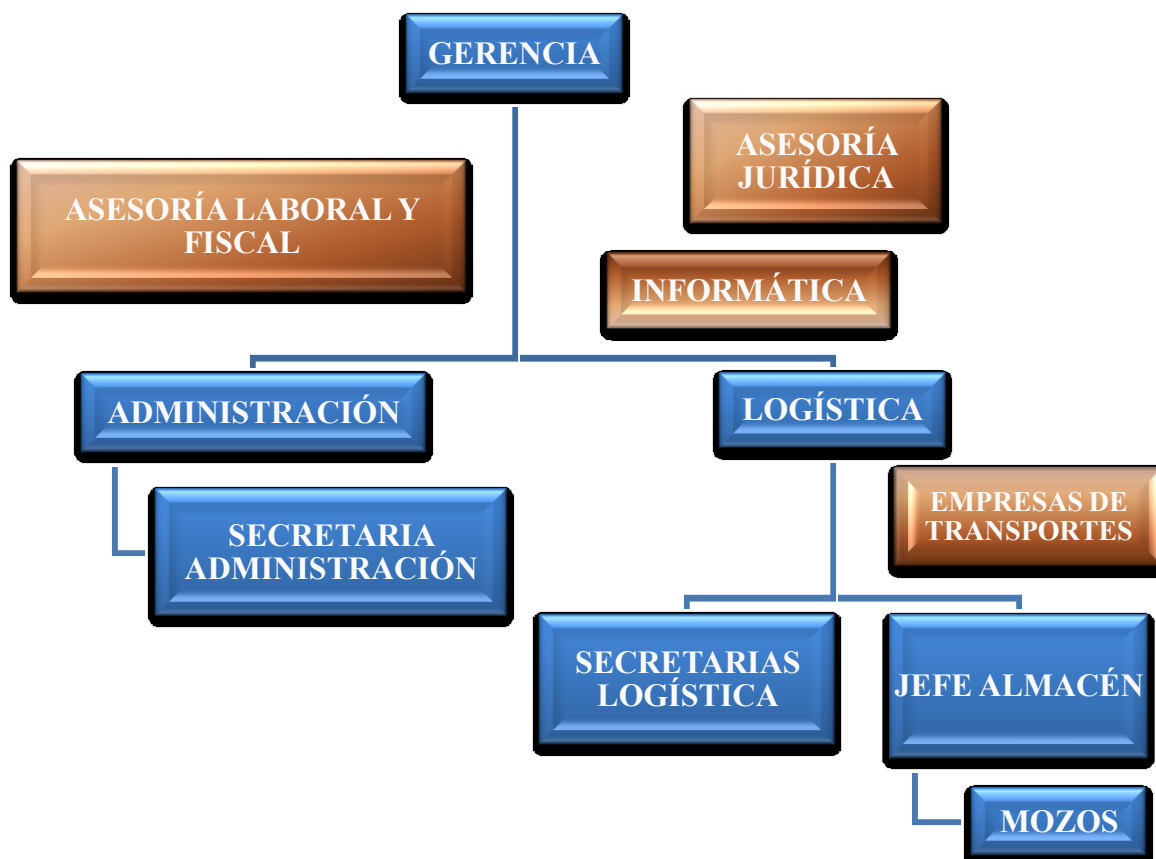 GERENCIA
ASESORÍA
JURÍDICA
ASESORÍA LABORAL Y
FISCAL
INFORMÁTICA
ADMINISTRACIÓN
LOGÍSTICA
SECRETARIA
ADMINISTRACIÓN
EMPRESAS DE
TRANSPORTES
SECRETARIAS
LOGÍSTICA
JEFE ALMACÉN
MOZOS